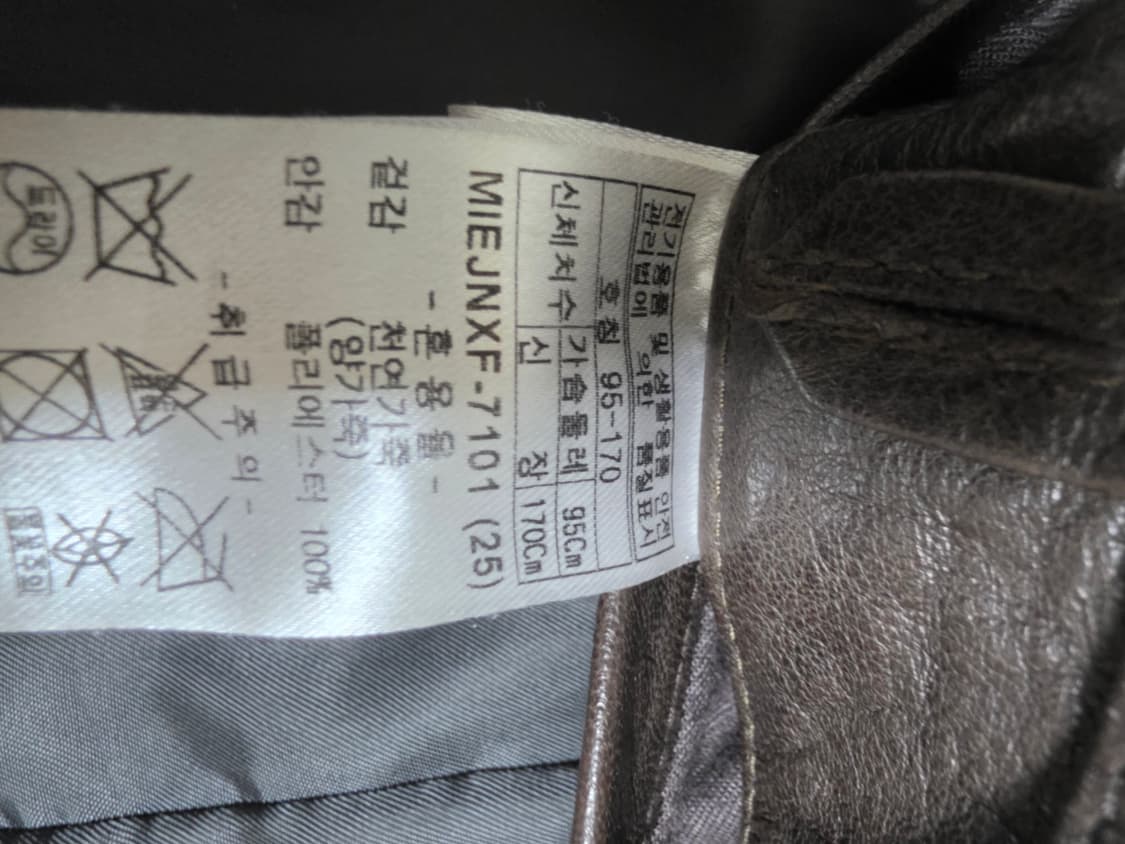 전기용품 및 생활용품 안전
관리법에 의한 품질표시
호칭 95~170
신체치수 가슴둘레 95Cm
신 장 170Cm
MIEJNXF-7101 (25)
- 혼 용 율 -
겉감 천연가죽
(양가죽)
안감 폴리에스터 100%
- 취 급 주 의 -
드라이